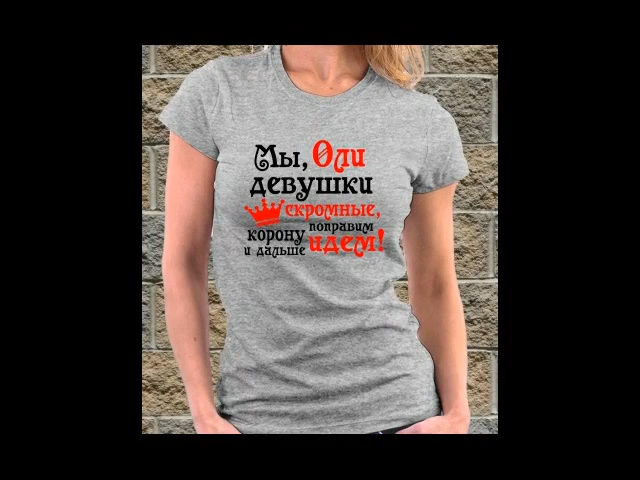 Мы, Оли
девушки
скромные,
корону поправим
и дальше идем!